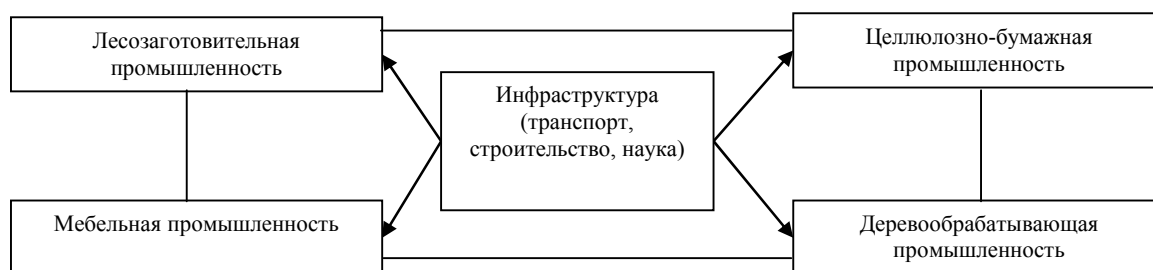 Лесозаготовительная
промышленность
Целлюлозно-бумажная
промышленность
Инфраструктура
(транспорт,
строительство, наука)
Мебельная промышленность
Деревообрабатывающая
промышленность